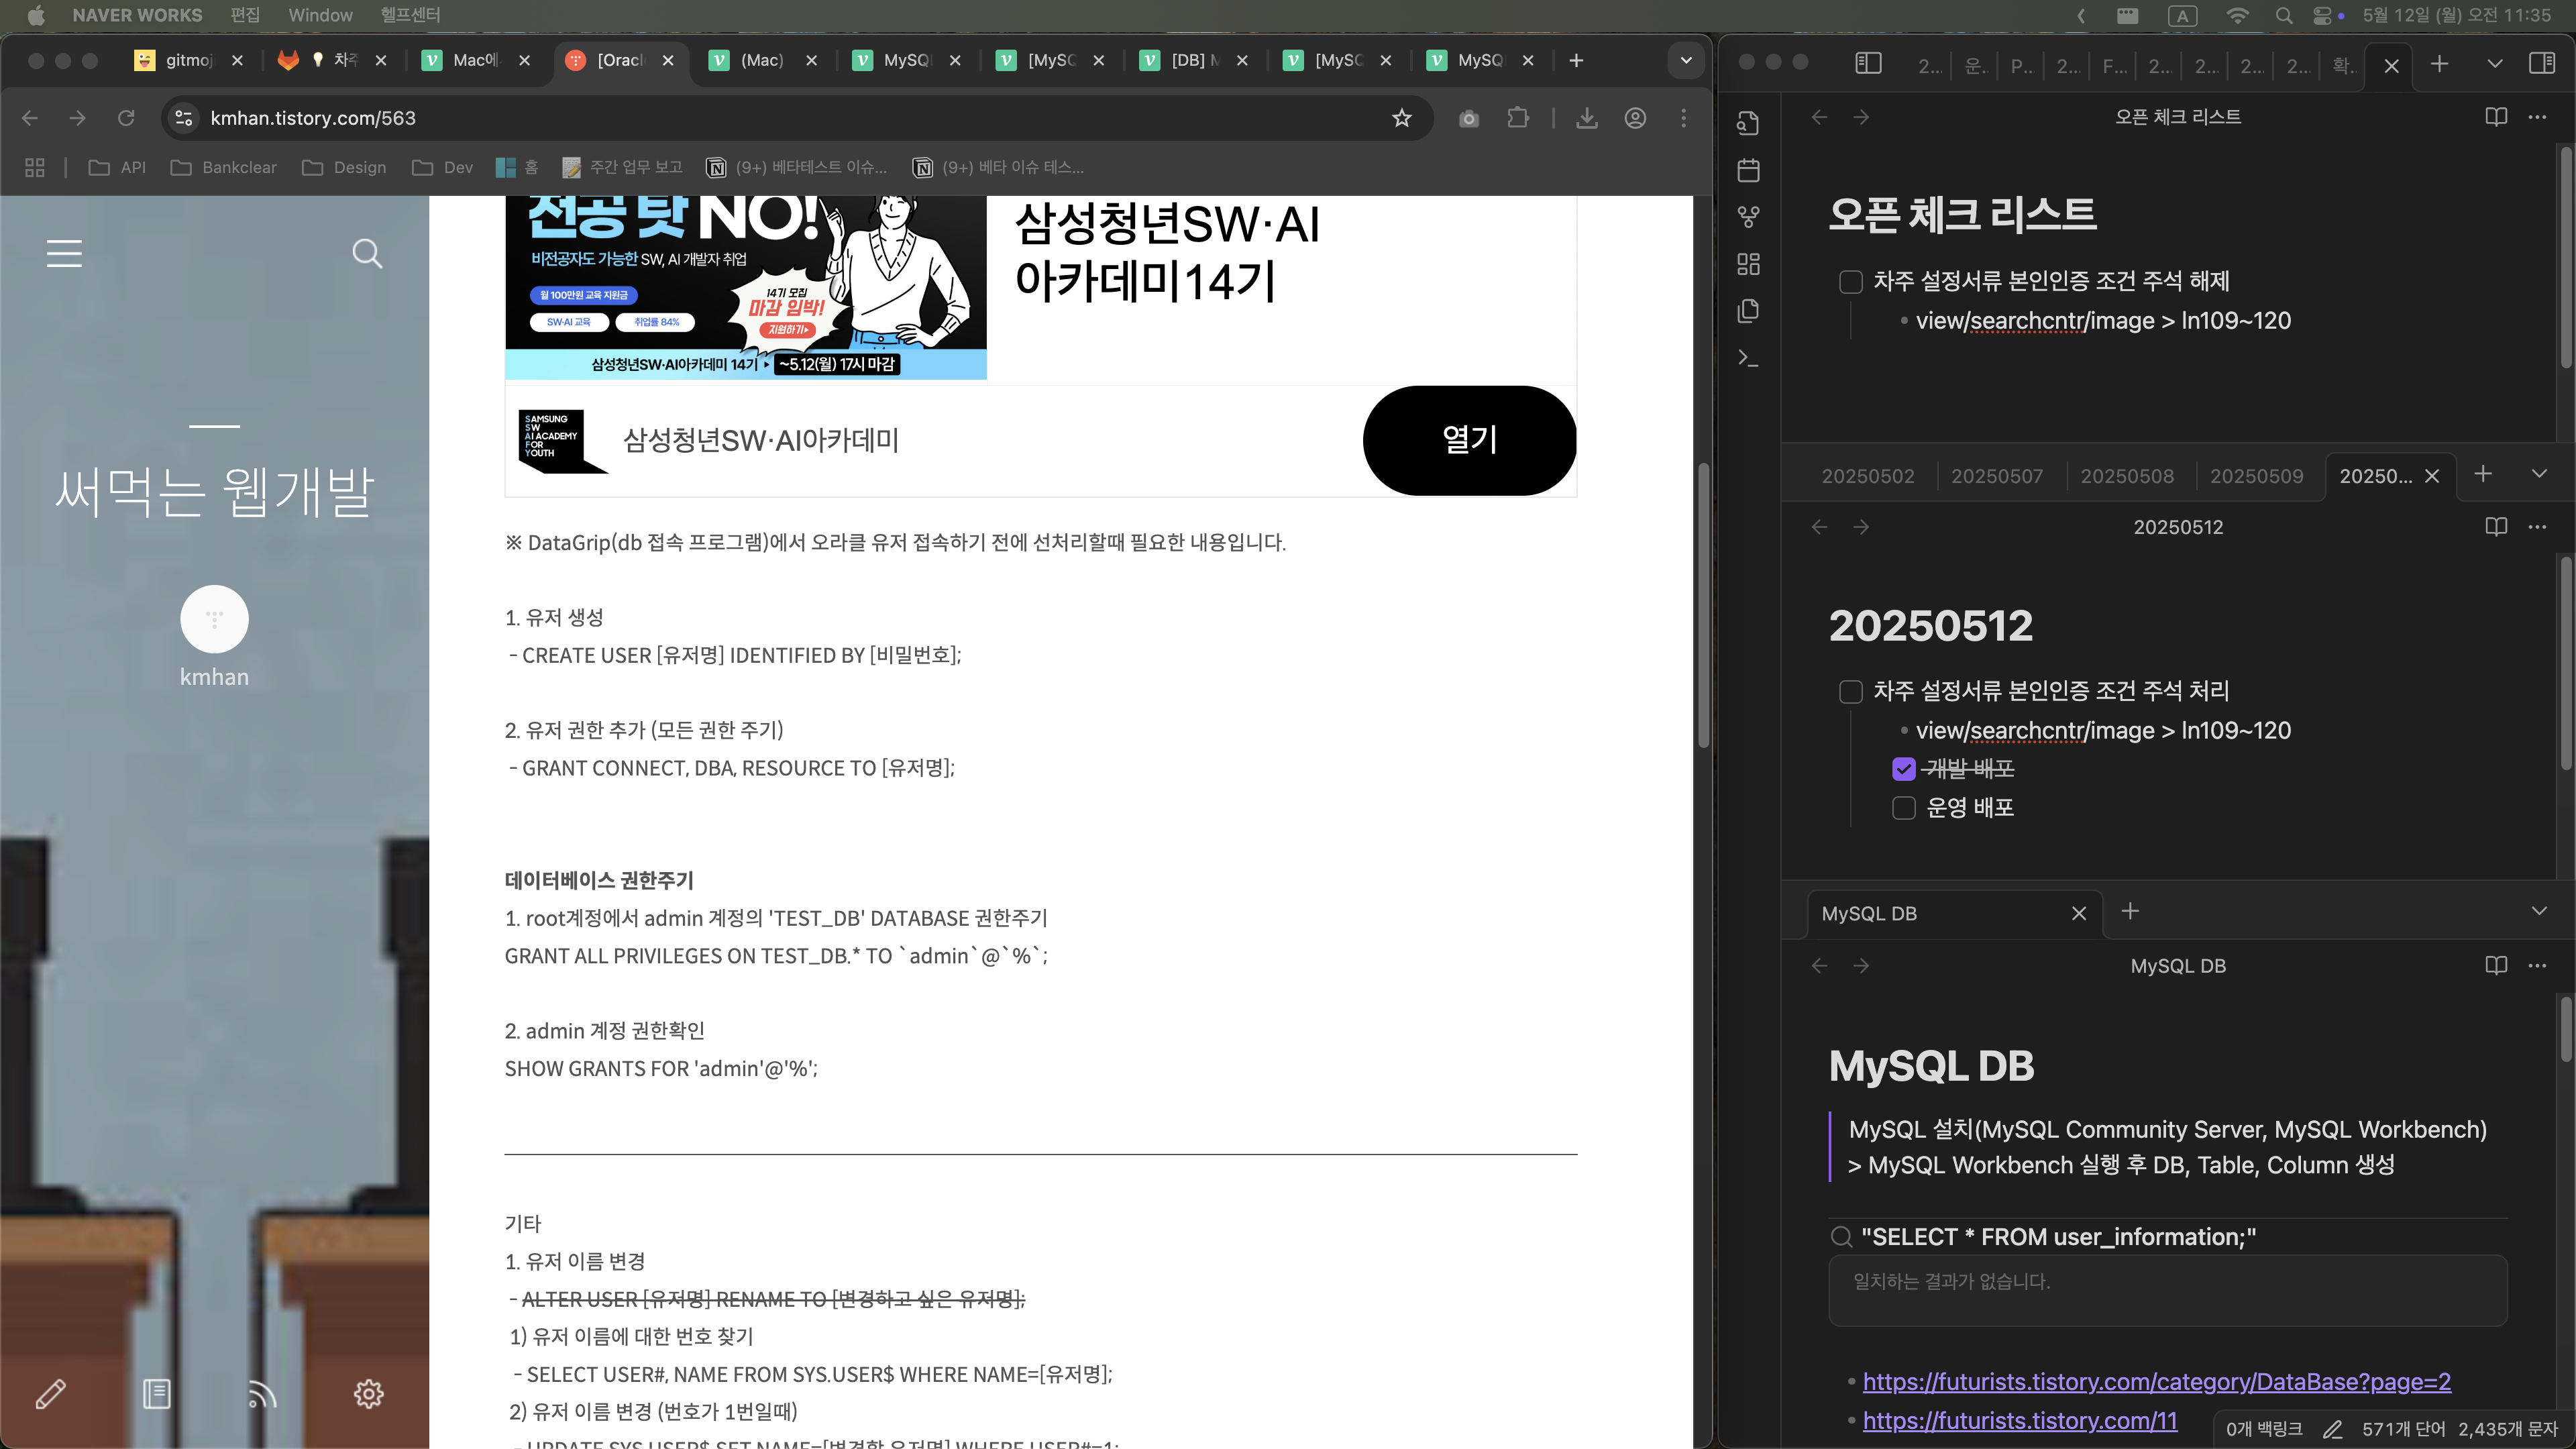 NAVER WORKS 편집 Window 헬프센터
A 5월 12일 (월) 오전 11:35
gitmoj 차주 Mac에 [Oracl (Mac) MySQ [MySQ [DB] M [MySQ MySQ
kmhan.tistory.com/563
API Bankclear Design Dev 홈 주간 업무 보고 (9+) 베타테스트 이슈... (9+) 베타 이슈 테스...
써먹는 웹개발
kmhan
전공 탓 NO!
비전공자도 가능한 SW, AI 개발자 취업
월 100만원 교육 지원금
SW·AI 교육 취업률 84%
14기 모집
마감 임박!
지원하기▸
삼성청년SW·AI아카데미 14기 ▸ ~5.12(월) 17시 마감
삼성청년SW·AI
아카데미14기
SAMSUNG
SW
AI ACADEMY
FOR
YOUTH
삼성청년SW·AI아카데미
열기
※ DataGrip(db 접속 프로그램)에서 오라클 유저 접속하기 전에 선처리할때 필요한 내용입니다.
1. 유저 생성
- CREATE USER [유저명] IDENTIFIED BY [비밀번호];
2. 유저 권한 추가 (모든 권한 주기)
- GRANT CONNECT, DBA, RESOURCE TO [유저명];
데이터베이스 권한주기
1. root계정에서 admin 계정의 'TEST_DB' DATABASE 권한주기
GRANT ALL PRIVILEGES ON TEST_DB.* TO `admin`@`%`;
2. admin 계정 권한확인
SHOW GRANTS FOR 'admin'@'%';
기타
1. 유저 이름 변경
- ALTER USER [유저명] RENAME TO [변경하고 싶은 유저명];
1) 유저 이름에 대한 번호 찾기
- SELECT USER#, NAME FROM SYS.USER$ WHERE NAME=[유저명];
2) 유저 이름 변경 (번호가 1번일때)
- UPDATE SYS.USER$ SET NAME=[변경할 유저명] WHERE USER#=1;
2... 운. P... 2... F... 2... 2... 2... 2... 확.
오픈 체크 리스트
오픈 체크 리스트
차주 설정서류 본인인증 조건 주석 해제
• view/searchcntr/image > ln109~120
20250502 20250507 20250508 20250509 20250...
20250512
20250512
차주 설정서류 본인인증 조건 주석 처리
• view/searchcntr/image > ln109~120
개발 배포
운영 배포
MySQL DB
MySQL DB
MySQL DB
MySQL 설치(MySQL Community Server, MySQL Workbench)
> MySQL Workbench 실행 후 DB, Table, Column 생성
"SELECT * FROM user_information;"
일치하는 결과가 없습니다.
• https://futurists.tistory.com/category/DataBase?page=2
• https://futurists.tistory.com/11
0개 백링크 571개 단어 2,435개 문자